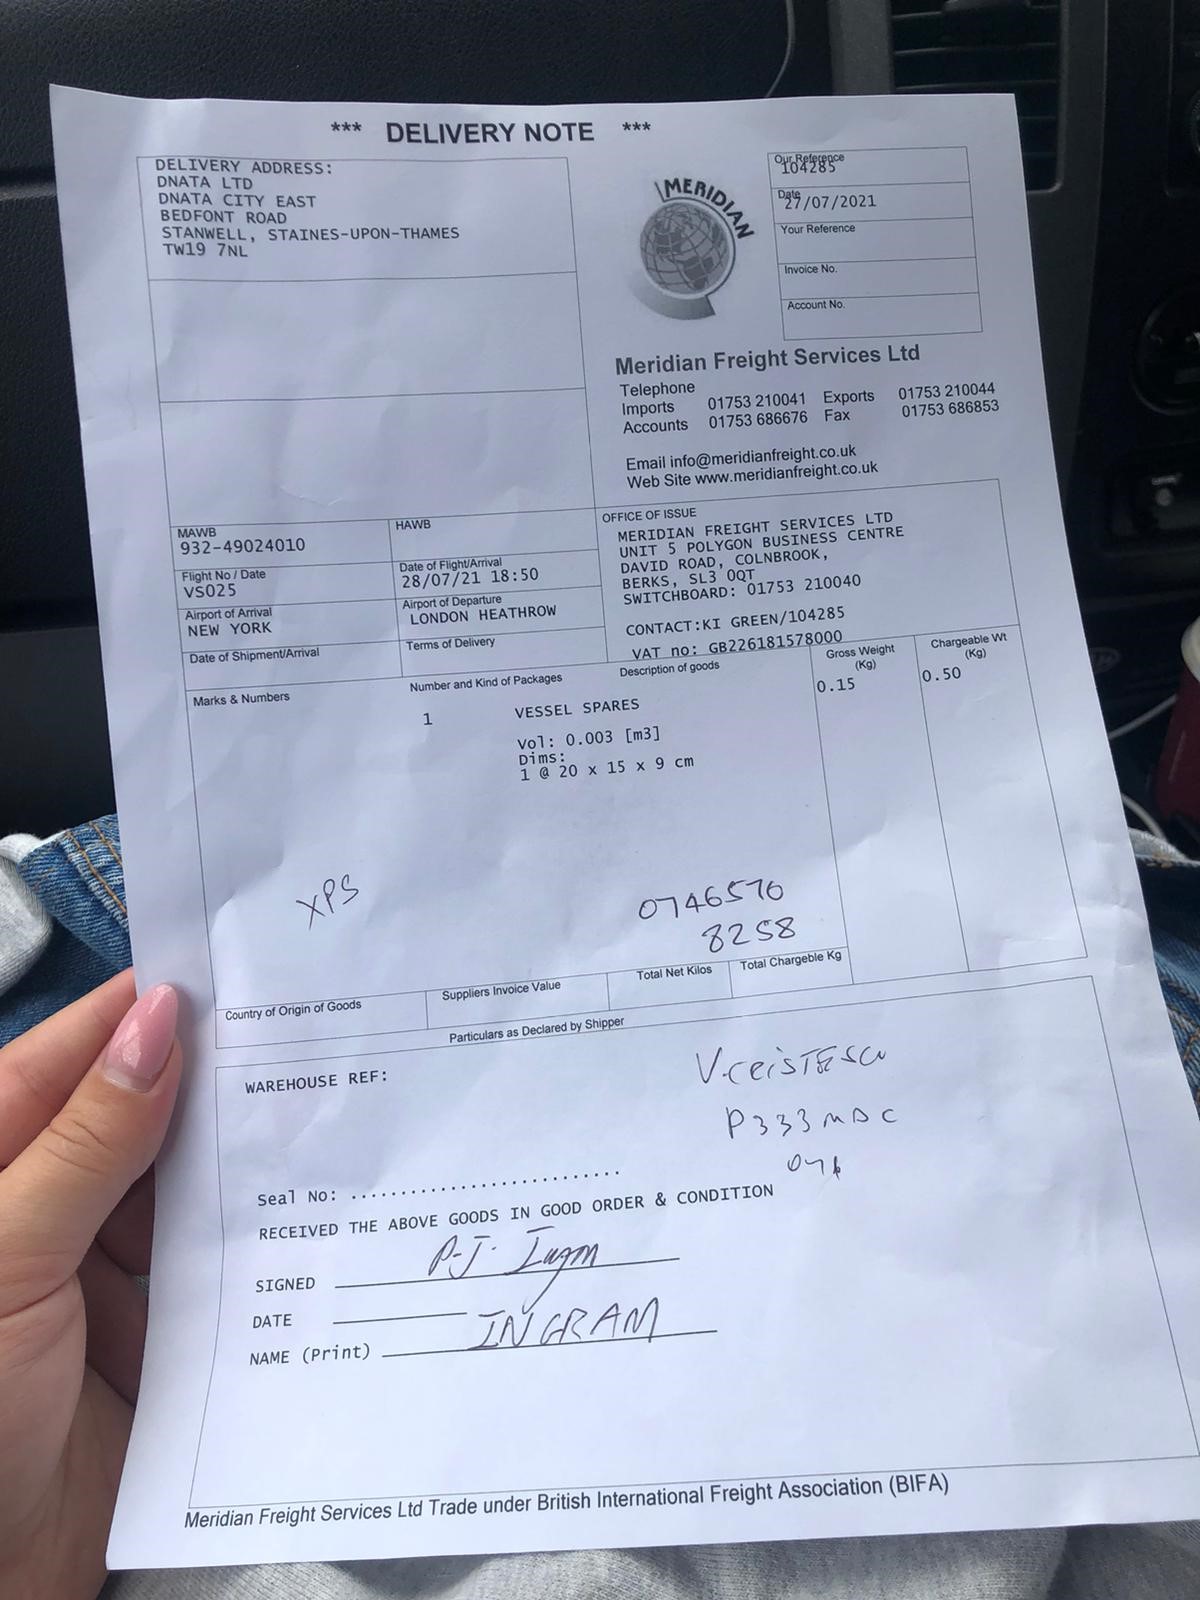 *** DELIVERY NOTE ***
DELIVERY ADDRESS:
DNATA LTD
DNATA CITY EAST
BEDFONT ROAD
STANWELL, STAINES-UPON-THAMES
TW19 7NL
MERIDIAN
Our Reference
104285
Date
27/07/2021
Your Reference
Invoice No.
Account No.
Meridian Freight Services Ltd
Telephone
Imports 01753 210041 Exports 01753 210044
Accounts 01753 686676 Fax 01753 686853
Email info@meridianfreight.co.uk
Web Site www.meridianfreight.co.uk
MAWB
932-49024010
HAWB
Flight No / Date
VS025
Date of Flight/Arrival
28/07/21 18:50
Airport of Arrival
NEW YORK
Airport of Departure
LONDON HEATHROW
Date of Shipment/Arrival
Terms of Delivery
OFFICE OF ISSUE
MERIDIAN FREIGHT SERVICES LTD
UNIT 5 POLYGON BUSINESS CENTRE
DAVID ROAD, COLNBROOK,
BERKS, SL3 0QT
SWITCHBOARD: 01753 210040
CONTACT:KI GREEN/104285
VAT no: GB226181578000
Marks & Numbers
Number and Kind of Packages
Description of goods
Gross Weight
(Kg)
Chargeable Wt
(Kg)
1 VESSEL SPARES
0.15
0.50
Vol: 0.003 [m3]
Dims:
1 @ 20 x 15 x 9 cm
XPS
0746570
8258
Country of Origin of Goods
Suppliers Invoice Value
Total Net Kilos
Total Chargeble Kg
Particulars as Declared by Shipper
WAREHOUSE REF:
P333MDC
Seal No: ...........................
RECEIVED THE ABOVE GOODS IN GOOD ORDER & CONDITION
SIGNED P-J.
DATE
NAME (Print) INGRAM
Meridian Freight Services Ltd Trade under British International Freight Association (BIFA)